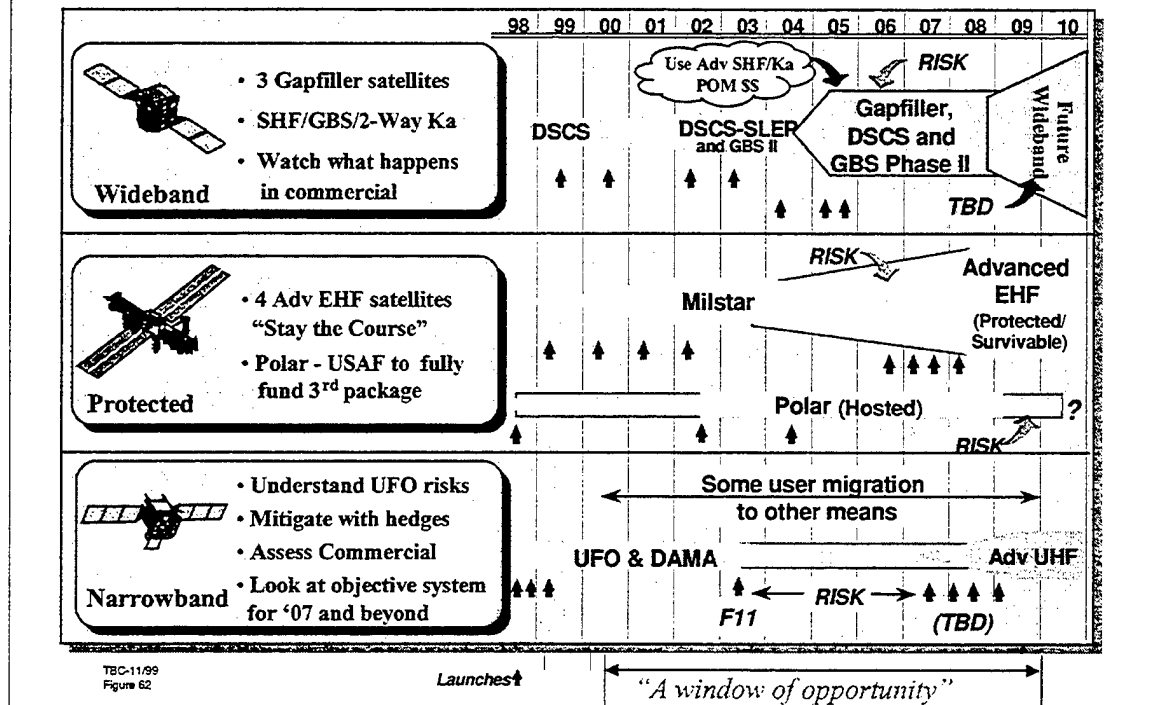 98 99 00 01 02 03 04 05 06 07 08 09 10
• 3 Gapfiller satellites
• SHF/GBS/2-Way Ka
• Watch what happens
in commercial
Wideband
Use Adv SHF/Ka
POM $$
RISK
DSCS
DSCS-SLEP
and GBS II
Gapfiller,
DSCS and
GBS Phase II
Future
Wideband
TBD
• 4 Adv EHF satellites
“Stay the Course”
• Polar - USAF to fully
fund 3rd package
Protected
RISK
Milstar
Advanced
EHF
(Protected/
Survivable)
Polar (Hosted)
?
RISK
• Understand UFO risks
• Mitigate with hedges
• Assess Commercial
• Look at objective system
for ‘07 and beyond
Narrowband
Some user migration
to other means
UFO & DAMA
Adv UHF
F11
RISK
(TBD)
TBC-11/99
Figure 62
Launches
“A window of opportunity”